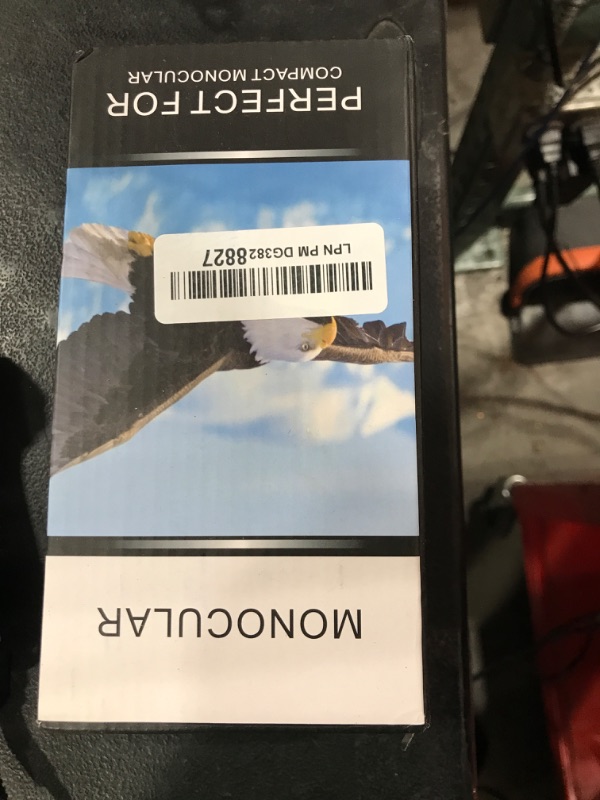 MONOCULAR
LPN PM DG3828827
PERFECT FOR
COMPACT MONOCULAR